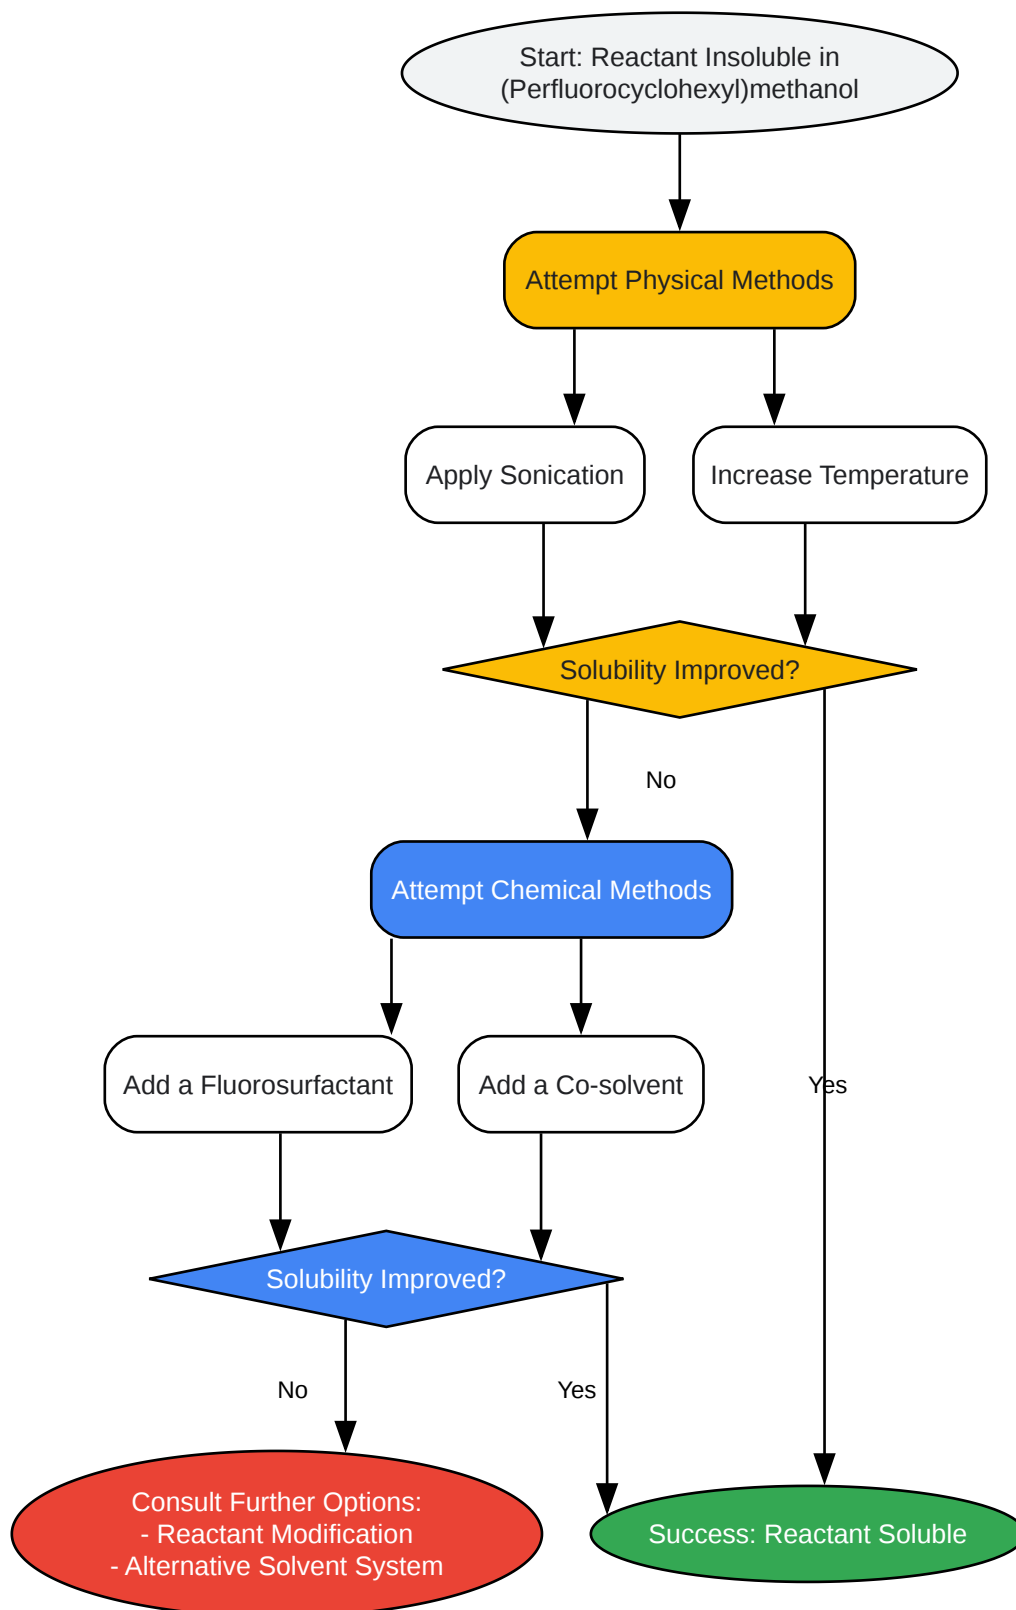 Start: Reactant Insoluble in
(Perfluorocyclohexyl)methanol
Attempt Physical Methods
Apply Sonication
Increase Temperature
Solubility Improved?
No
Attempt Chemical Methods
Add a Fluorosurfactant
Add a Co-solvent
Yes
Solubility Improved?
No
Yes
Consult Further Options:
- Reactant Modification
- Alternative Solvent System
Success: Reactant Soluble